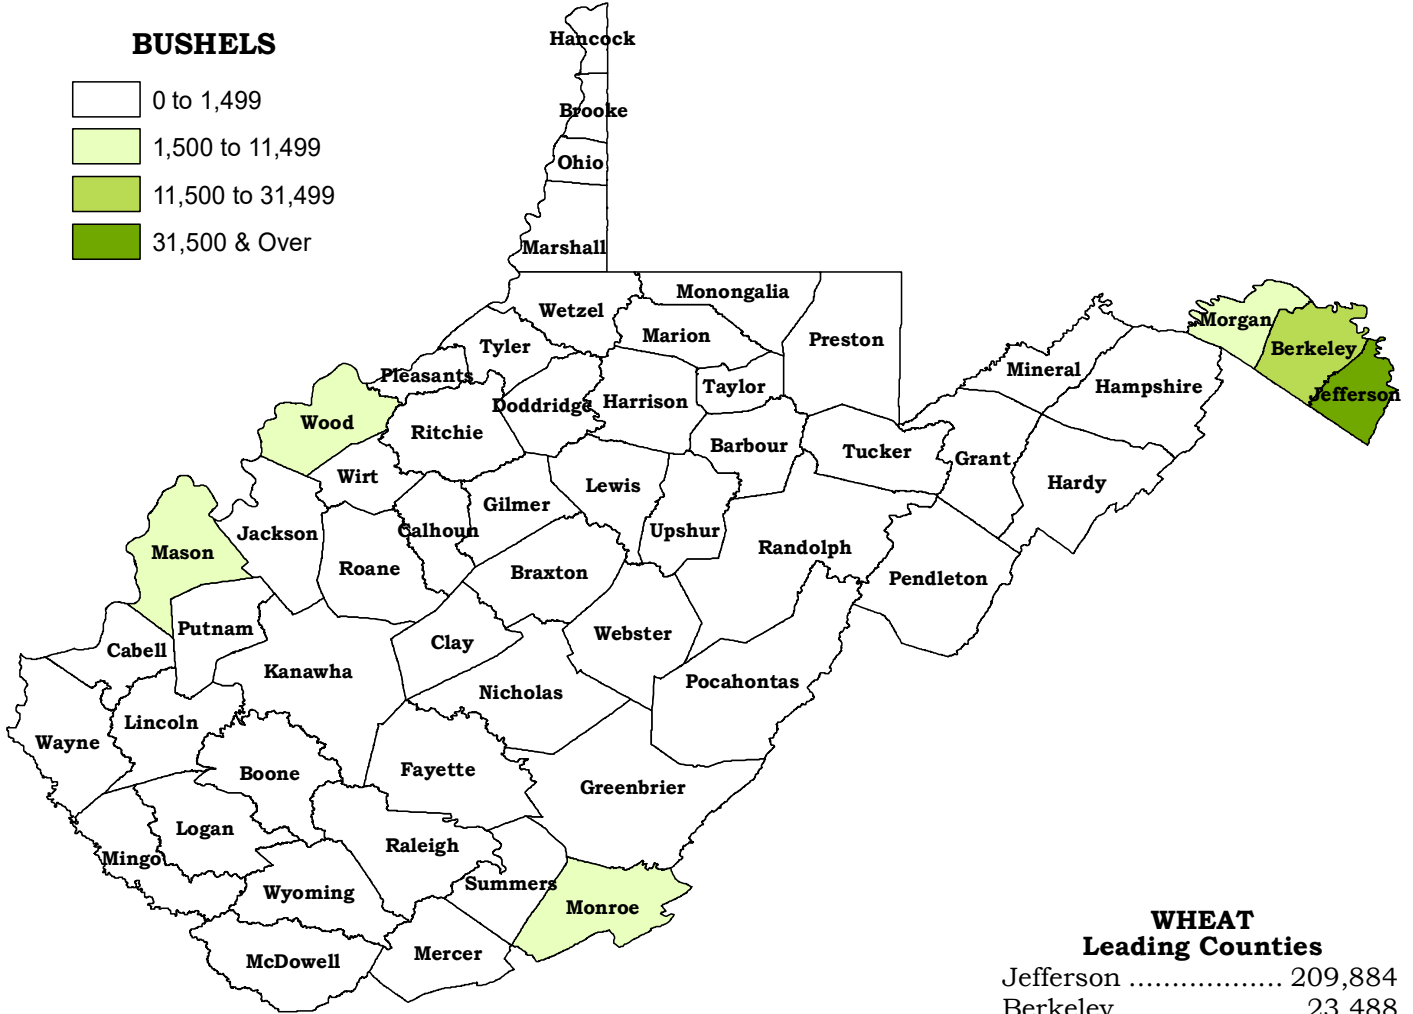 BUSHELS
0 to 1,499
1,500 to 11,499
11,500 to 31,499
31,500 & Over
Hancock
Brooke
Ohio
Marshall
Wetzel
Monongalia
Marion
Preston
Tyler
Pleasants
Doddridge
Harrison
Taylor
Mineral
Hampshire
Morgan
Berkeley
Jefferson
Wood
Ritchie
Barbour
Tucker
Grant
Hardy
Wirt
Gilmer
Lewis
Upshur
Jackson
Calhoun
Randolph
Mason
Roane
Braxton
Pendleton
Putnam
Clay
Webster
Cabell
Kanawha
Nicholas
Pocahontas
Lincoln
Wayne
Boone
Fayette
Greenbrier
Logan
Raleigh
Mingo
Wyoming
Summers
Monroe
McDowell
Mercer
WHEAT
Leading Counties
Jefferson .................. 209,884
Berkeley 23,488